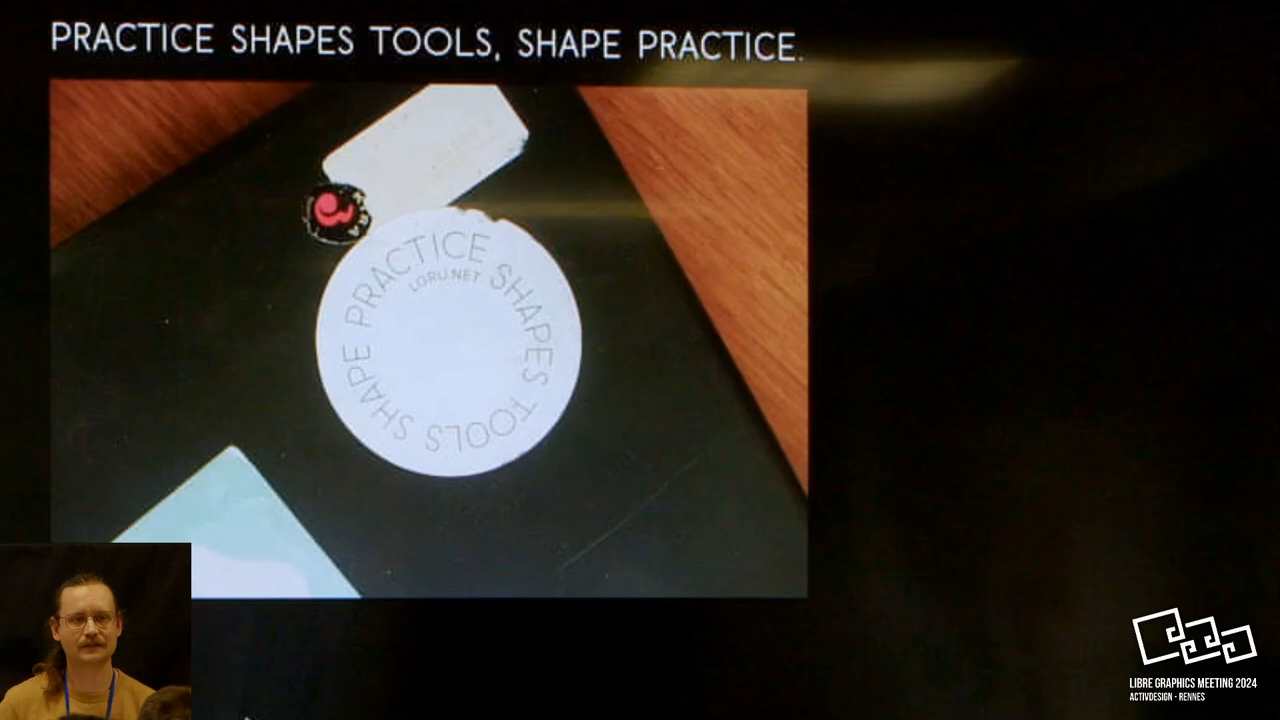 PRACTICE SHAPES TOOLS, SHAPE PRACTICE.
PRACTICE SHAPES TOOLS SHAPE
LGRU.NET
LIBRE GRAPHICS MEETING 2024
ACTIVDESIGN - RENNES